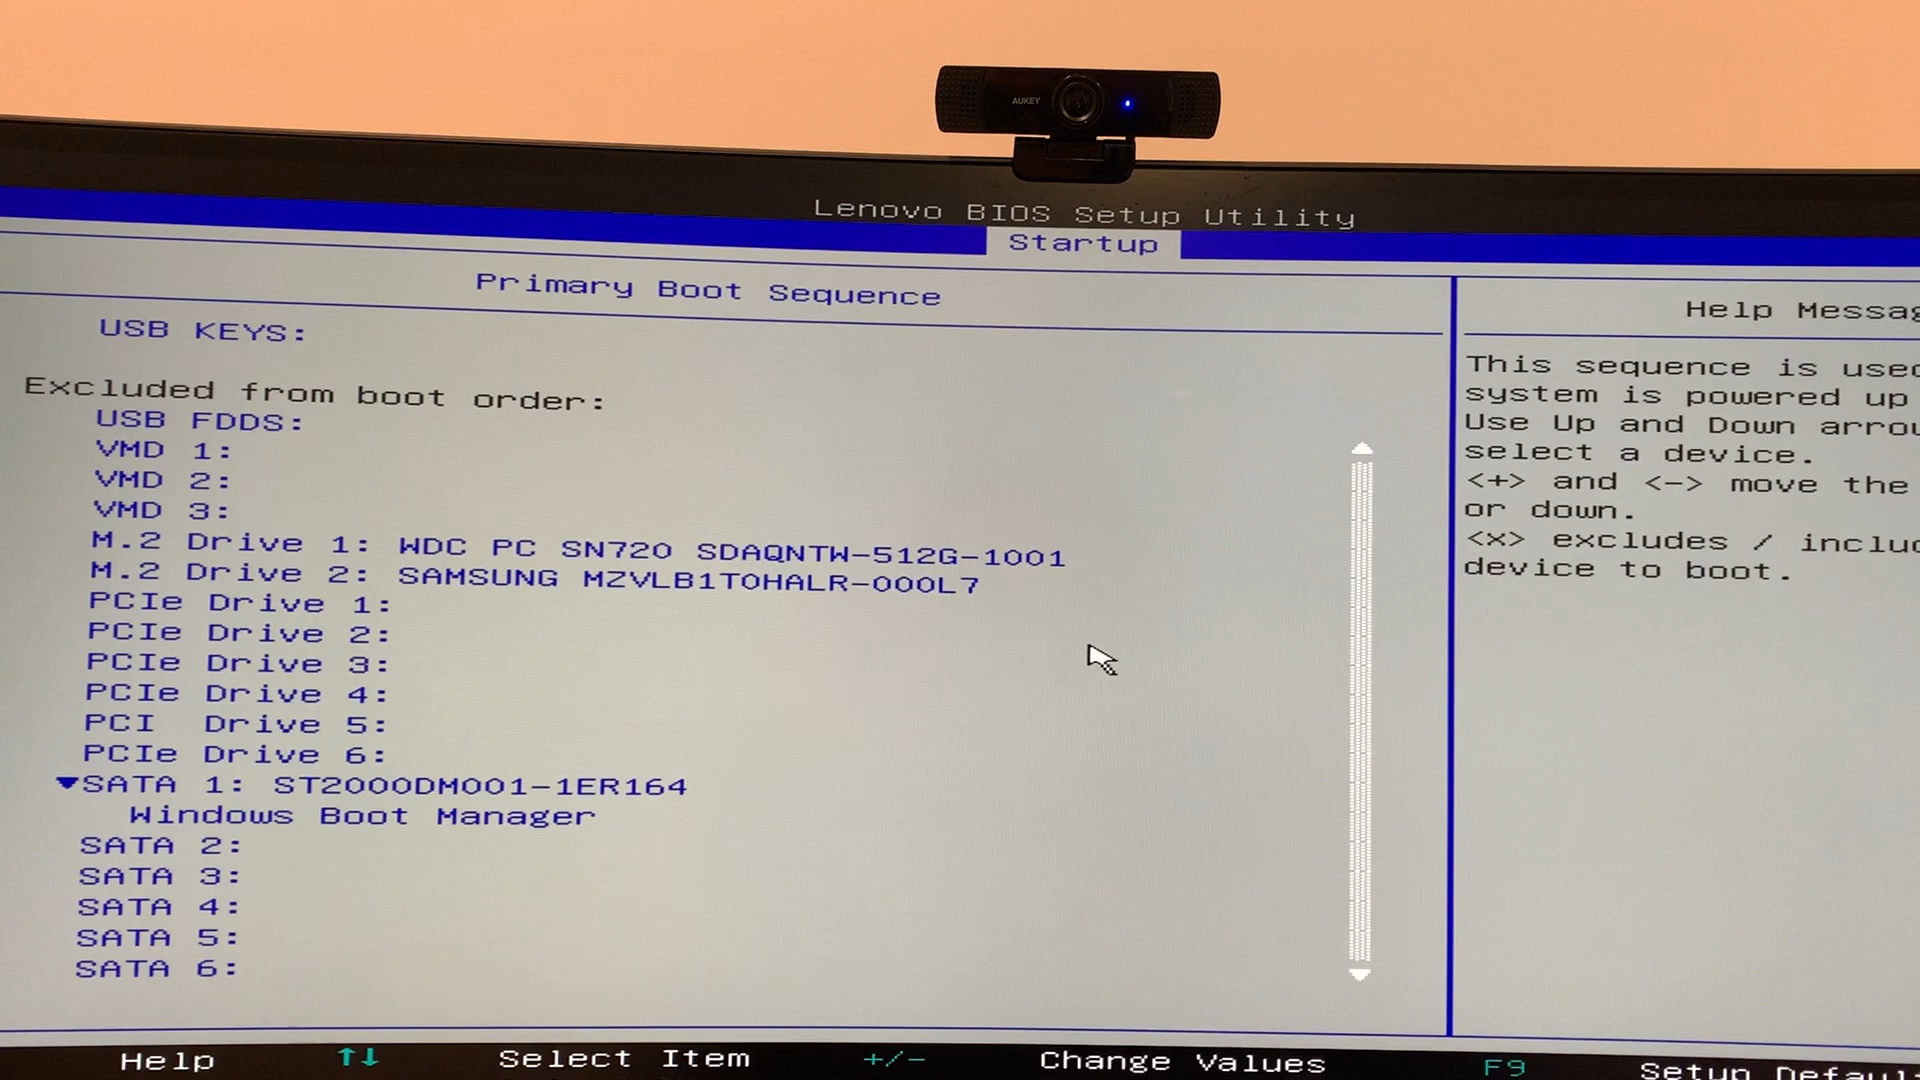 AUKEY
Lenovo BIOS Setup Utility
Startup
Primary Boot Sequence
USB KEYS:
Excluded from boot order:
USB FDDS:
VMD 1:
VMD 2:
VMD 3:
M.2 Drive 1: WDC PC SN720 SDAQNTW-512G-1001
M.2 Drive 2: SAMSUNG MZVLB1T0HALR-000L7
PCIe Drive 1:
PCIe Drive 2:
PCIe Drive 3:
PCIe Drive 4:
PCI  Drive 5:
PCIe Drive 6:
SATA 1: ST2000DM001-1ER164
Windows Boot Manager
SATA 2:
SATA 3:
SATA 4:
SATA 5:
SATA 6:
Help Messag
This sequence is used
system is powered up
Use Up and Down arrow
select a device.
<+> and <-> move the
or down.
<x> excludes / includ
device to boot.
Help ↑↓ Select Item +/- Change Values F9 Setup Default